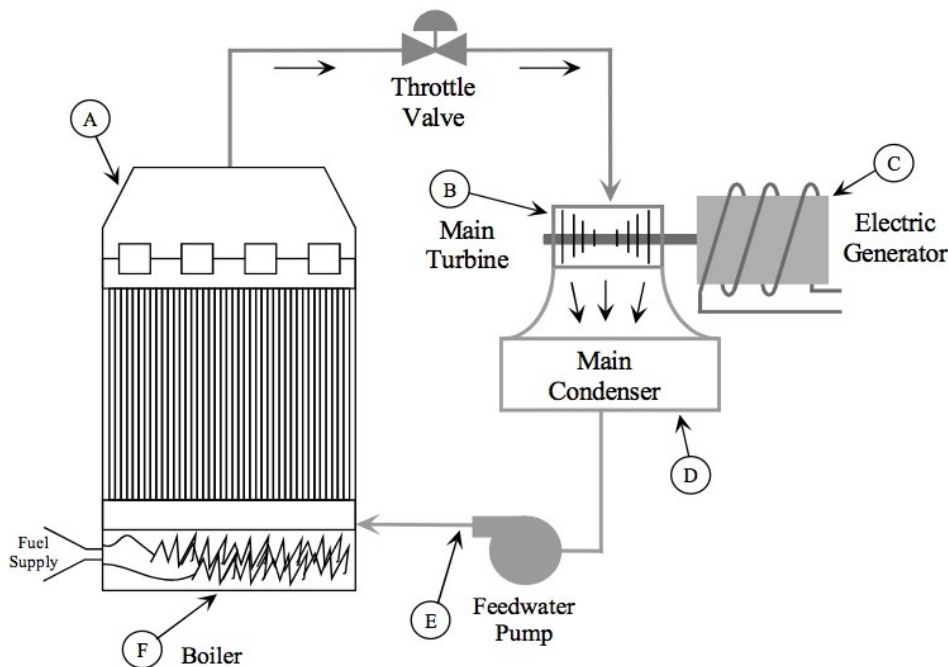 Throttle
Valve
A
B
C
Main
Turbine
Electric
Generator
Main
Condenser
D
Fuel
Supply
E
Feedwater
Pump
F
Boiler